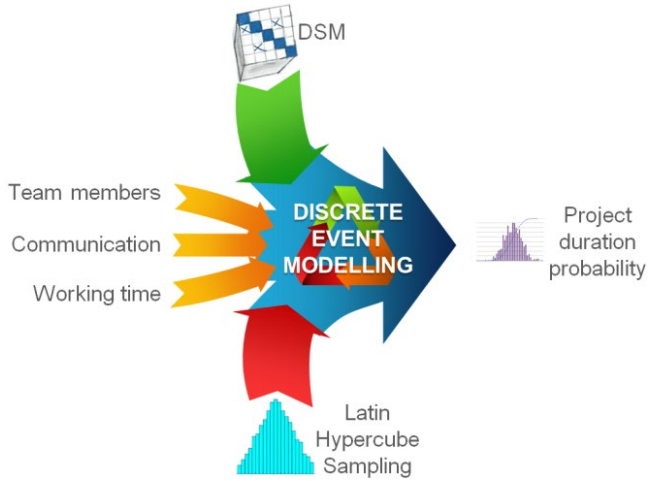 DSM
Team members
Communication
Working time
DISCRETE
EVENT
MODELLING
Project
duration
probability
Latin
Hypercube
Sampling